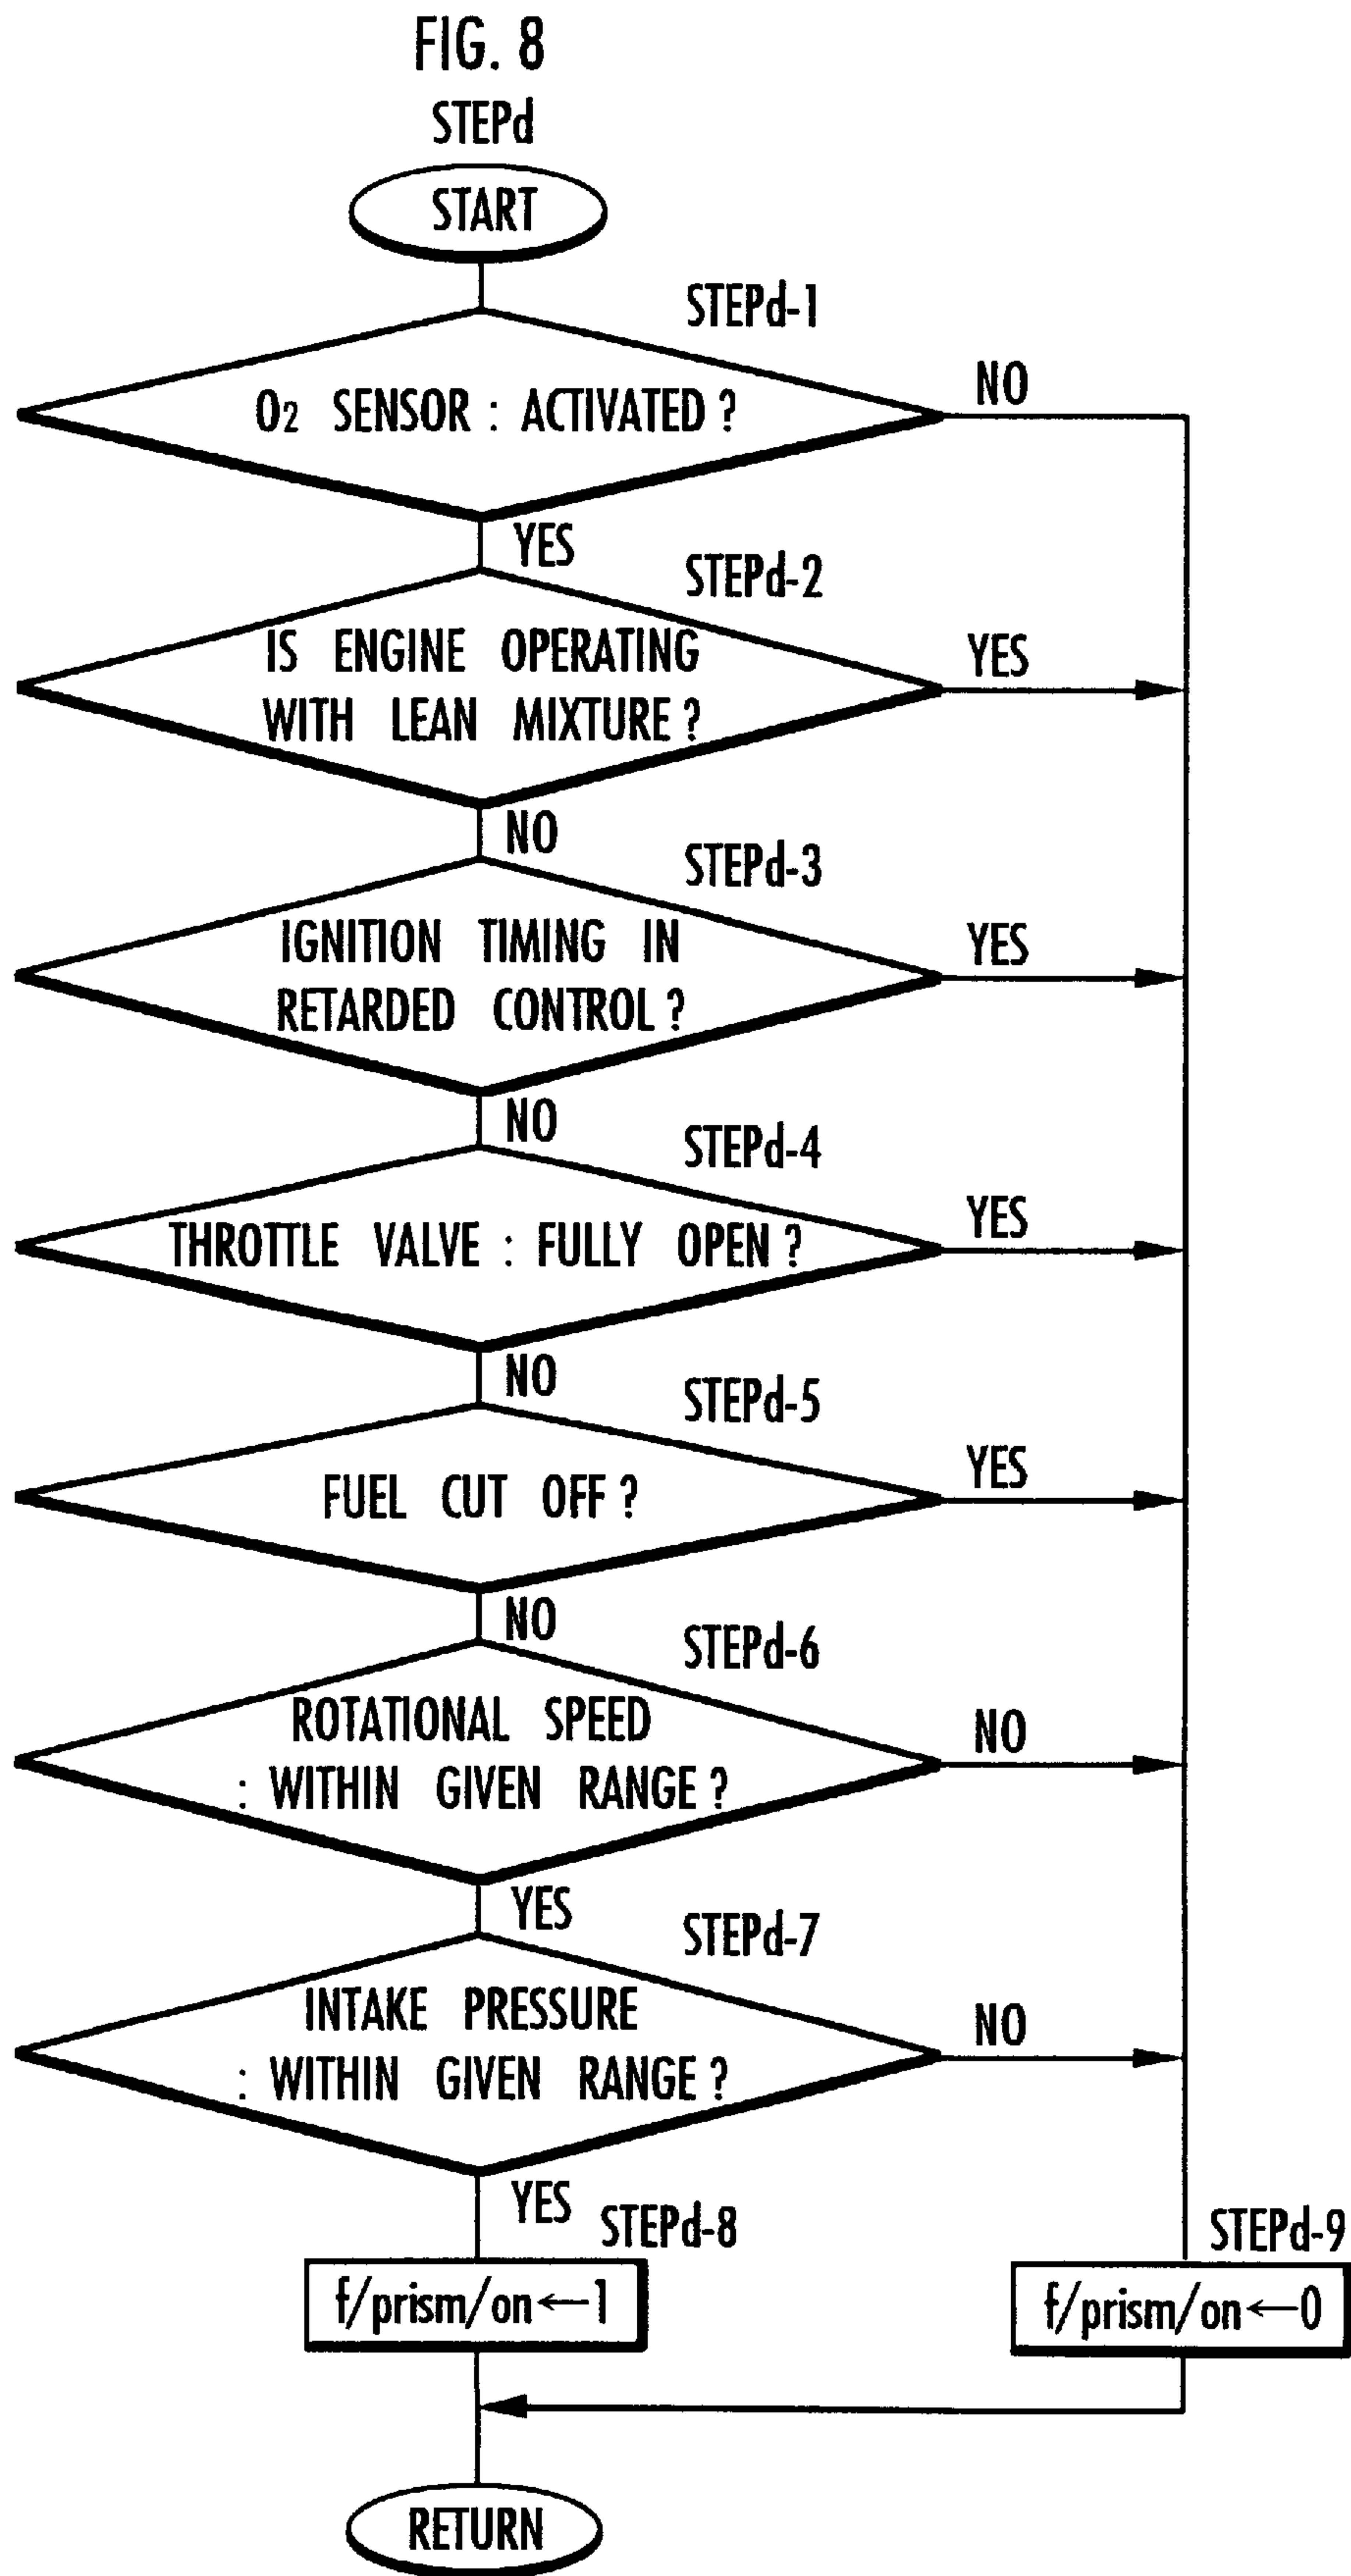 FIG. 8
STEPd
START
STEPd-1
O2 SENSOR : ACTIVATED ?
NO
YES
STEPd-2
IS ENGINE OPERATING
WITH LEAN MIXTURE ?
YES
NO
STEPd-3
IGNITION TIMING IN
RETARDED CONTROL ?
YES
NO
STEPd-4
THROTTLE VALVE : FULLY OPEN ?
YES
NO
STEPd-5
FUEL CUT OFF ?
YES
NO
STEPd-6
ROTATIONAL SPEED
: WITHIN GIVEN RANGE ?
NO
YES
STEPd-7
INTAKE PRESSURE
: WITHIN GIVEN RANGE ?
NO
YES
STEPd-8
f/prism/on←1
STEPd-9
f/prism/on←0
RETURN